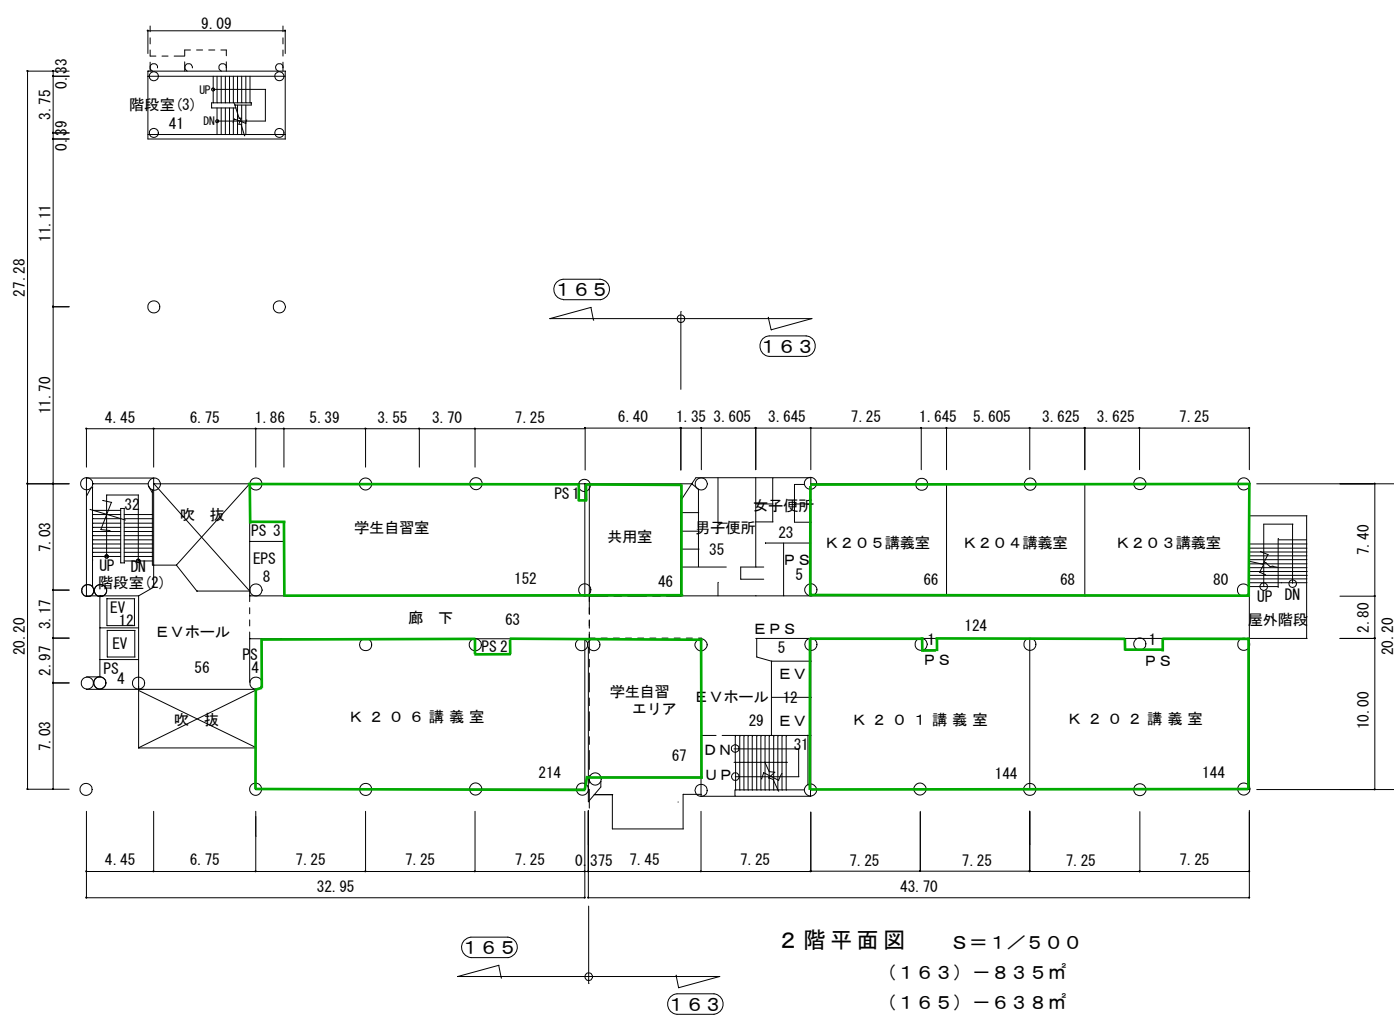 9.09
0.33
3.75
0.39
階段室(3)
41
UP
DN
11.11
27.28
11.70
165
163
4.45
6.75
1.86
5.39
3.55
3.70
7.25
6.40
1.35
3.605
3.645
7.25
1.645
5.605
3.625
3.625
7.25
7.03
3.17
2.97
7.03
20.20
32
UP
DN
階段室(2)
吹 抜
PS 3
EPS
8
学生自習室
152
PS 1
共用室
46
男子便所
35
女子便所
23
PS
5
K205講義室
66
K204講義室
68
K203講義室
80
UP
DN
屋外階段
7.40
2.80
10.00
20.20
EV
12
EV
PS
4
EVホール
56
廊 下
63
124
吹 抜
PS
4
K206講義室
214
PS 2
学生自習
エリア
67
EPS
5
EV
12
EV
EVホール
29
31
DN
UP
1
PS
K201講義室
144
1
PS
K202講義室
144
4.45
6.75
7.25
7.25
7.25
0.375
7.45
7.25
7.25
7.25
7.25
7.25
32.95
43.70
165
163
2階平面図 S=1/500
(163)-835㎡
(165)-638㎡